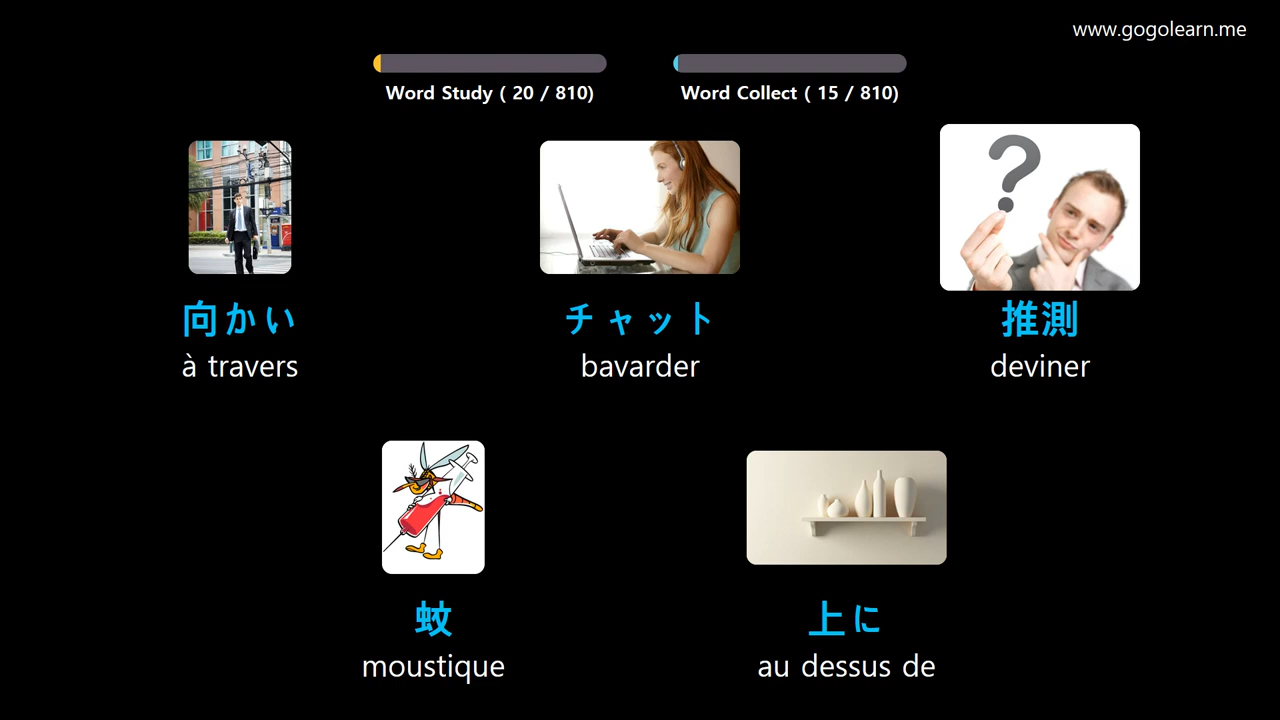 www.gogolearn.me
Word Study ( 20 / 810)
Word Collect ( 15 / 810)
向かい
à travers
チャット
bavarder
推測
deviner
蚊
moustique
上に
au dessus de